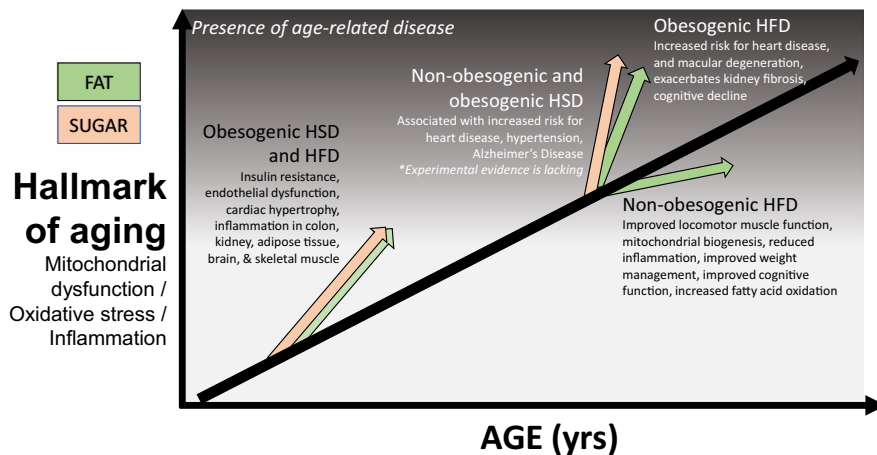 Presence of age-related disease
FAT
SUGAR
Hallmark
of aging
Mitochondrial
dysfunction /
Oxidative stress /
Inflammation
Obesogenic HSD
and HFD
Insulin resistance,
endothelial dysfunction,
cardiac hypertrophy,
inflammation in colon,
kidney, adipose tissue,
brain, & skeletal muscle
Non-obesogenic and
obesogenic HSD
Associated with increased risk for
heart disease, hypertension,
Alzheimer's Disease
*Experimental evidence is lacking
Obesogenic HFD
Increased risk for heart disease,
and macular degeneration,
exacerbates kidney fibrosis,
cognitive decline
Non-obesogenic HFD
Improved locomotor muscle function,
mitochondrial biogenesis, reduced
inflammation, improved weight
management, improved cognitive
function, increased fatty acid oxidation
AGE (yrs)